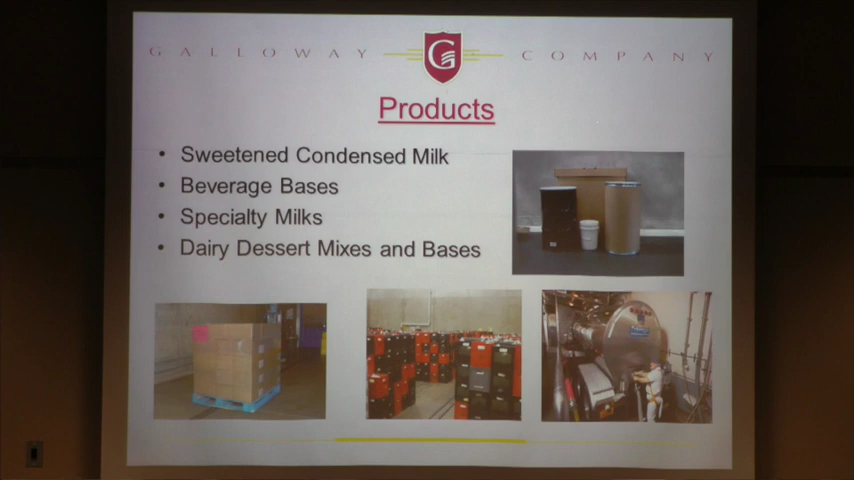 GALLOWAY G COMPANY
Products
• Sweetened Condensed Milk
• Beverage Bases
• Specialty Milks
• Dairy Dessert Mixes and Bases